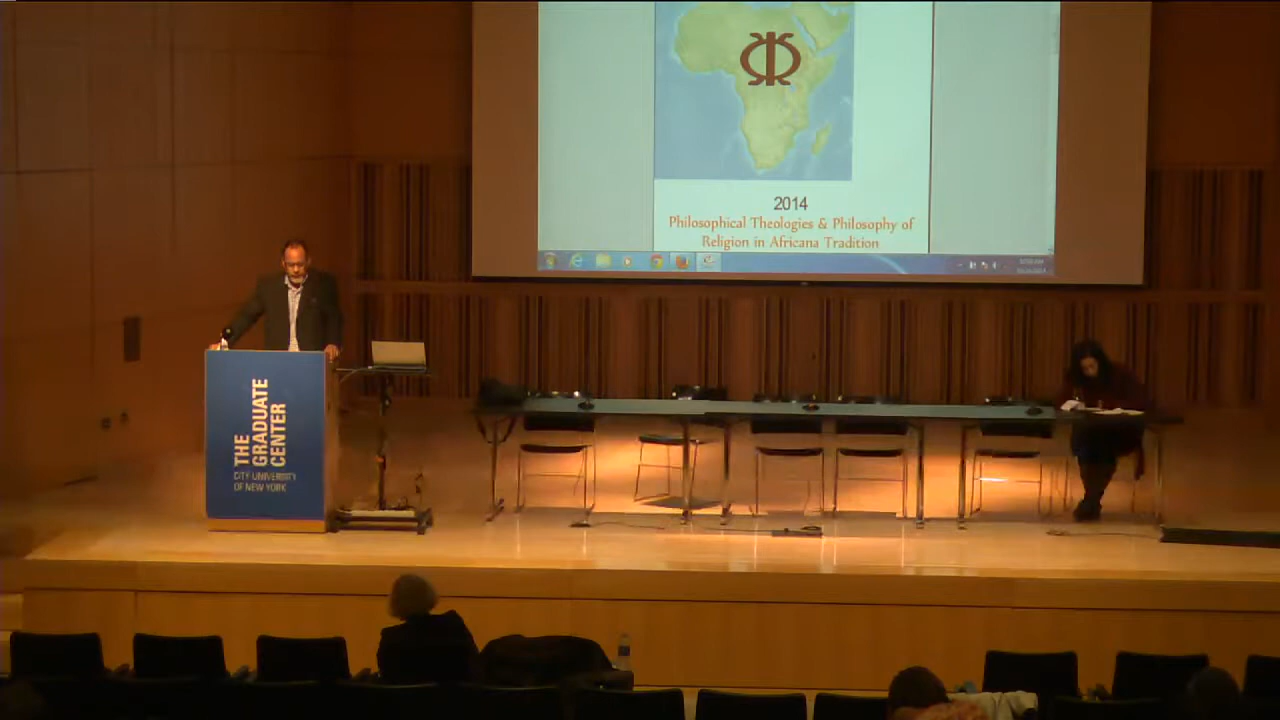 2014
Philosophical Theologies & Philosophy of
Religion in Africana Tradition
THE
GRADUATE
CENTER
CITY UNIVERSITY
OF NEW YORK